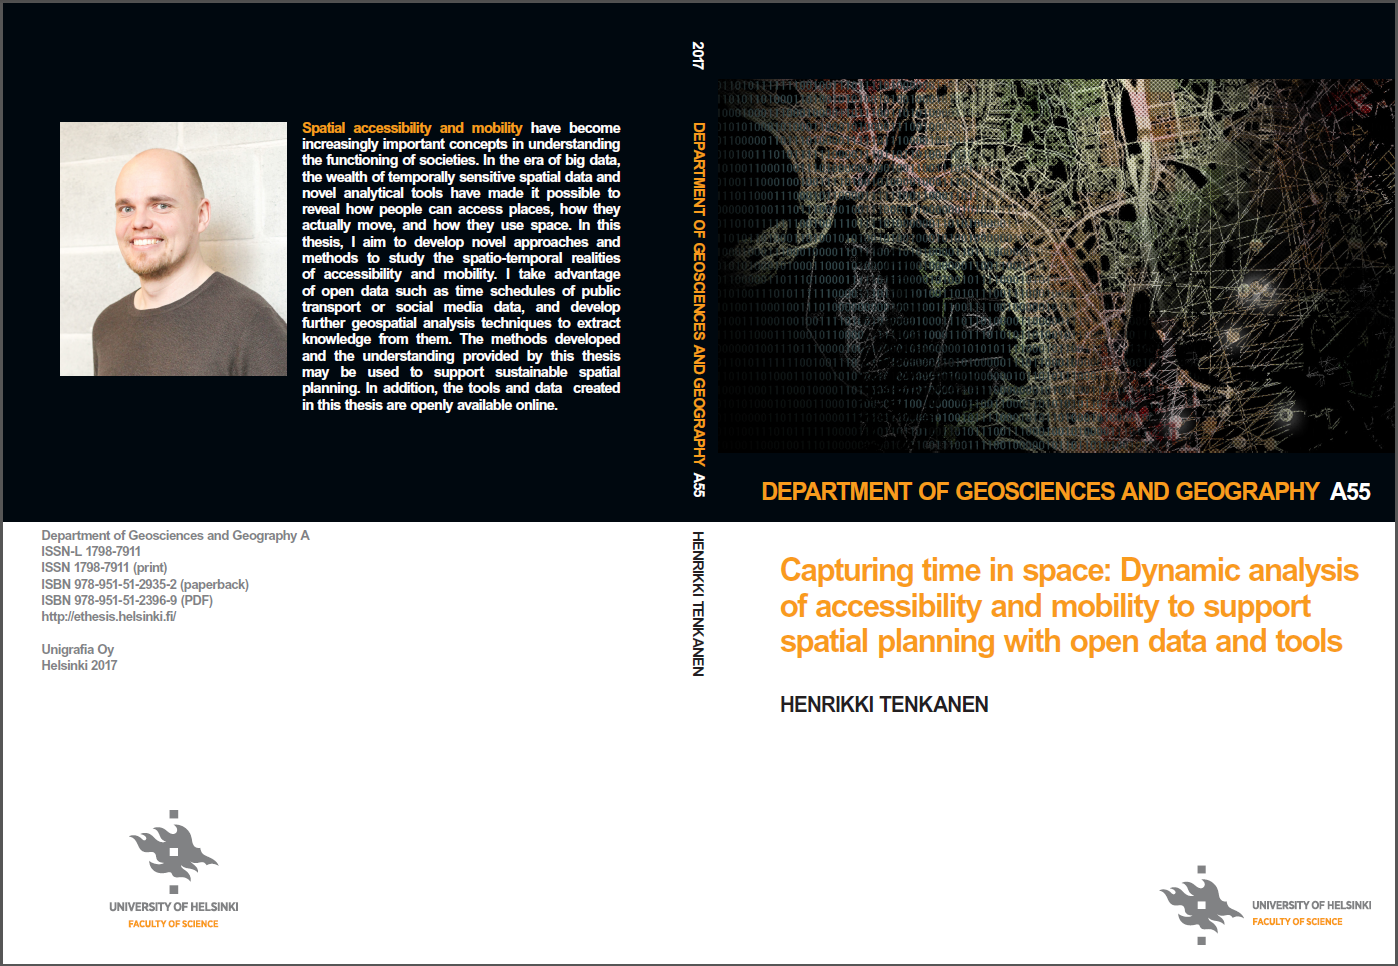 Spatial accessibility and mobility have become
increasingly important concepts in understanding
the functioning of societies. In the era of big data,
the wealth of temporally sensitive spatial data and
novel analytical tools have made it possible to
reveal how people can access places, how they
actually move, and how they use space. In this
thesis, I aim to develop novel approaches and
methods to study the spatio-temporal realities
of accessibility and mobility. I take advantage
of open data such as time schedules of public
transport or social media data, and develop
further geospatial analysis techniques to extract
knowledge from them. The methods developed
and the understanding provided by this thesis
may be used to support sustainable spatial
planning. In addition, the tools and data created
in this thesis are openly available online.
Department of Geosciences and Geography A
ISSN-L 1798-7911
ISSN 1798-7911 (print)
ISBN 978-951-51-2935-2 (paperback)
ISBN 978-951-51-2396-9 (PDF)
http://ethesis.helsinki.fi/
Unigrafia Oy
Helsinki 2017
UNIVERSITY OF HELSINKI
FACULTY OF SCIENCE
2017 DEPARTMENT OF GEOSCIENCES AND GEOGRAPHY A55 HENRIKKI TENKANEN
DEPARTMENT OF GEOSCIENCES AND GEOGRAPHY A55
Capturing time in space: Dynamic analysis
of accessibility and mobility to support
spatial planning with open data and tools
HENRIKKI TENKANEN
UNIVERSITY OF HELSINKI
FACULTY OF SCIENCE